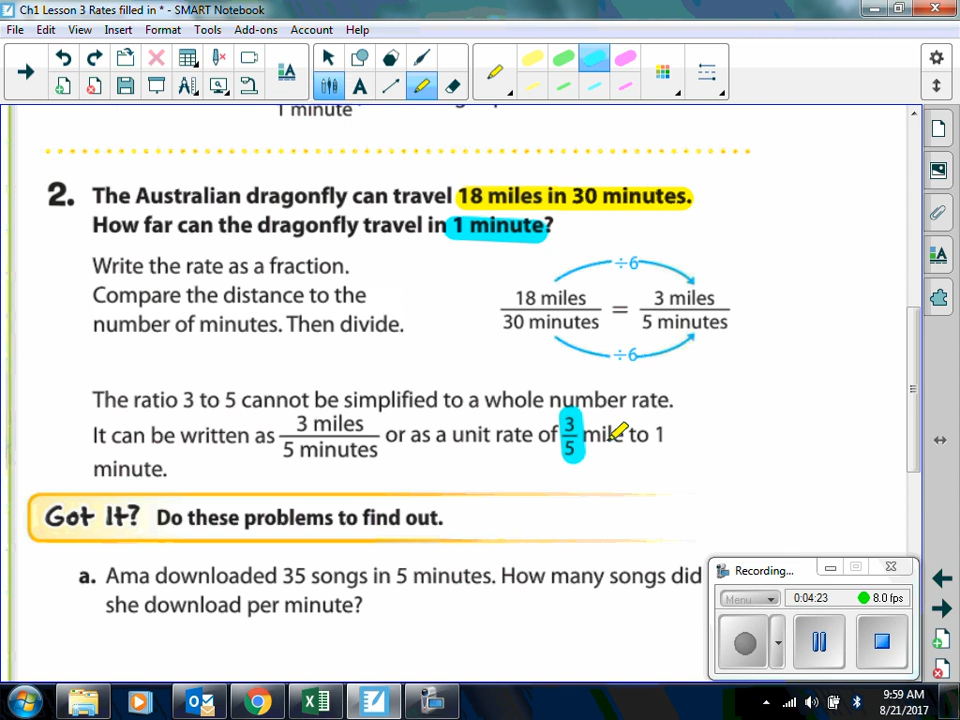 Ch1 Lesson 3 Rates filled in * - SMART Notebook
File Edit View Insert Format Tools Add-ons Account Help
1 minute
2. The Australian dragonfly can travel 18 miles in 30 minutes.
How far can the dragonfly travel in 1 minute?
Write the rate as a fraction.
Compare the distance to the
number of minutes. Then divide.
÷6
18 miles / 30 minutes = 3 miles / 5 minutes
÷6
The ratio 3 to 5 cannot be simplified to a whole number rate.
It can be written as 3 miles / 5 minutes or as a unit rate of 3/5 mile to 1
minute.
Got It? Do these problems to find out.
a. Ama downloaded 35 songs in 5 minutes. How many songs did
she download per minute?
Recording...
Menu 0:04:23 8.0 fps
9:59 AM
8/21/2017